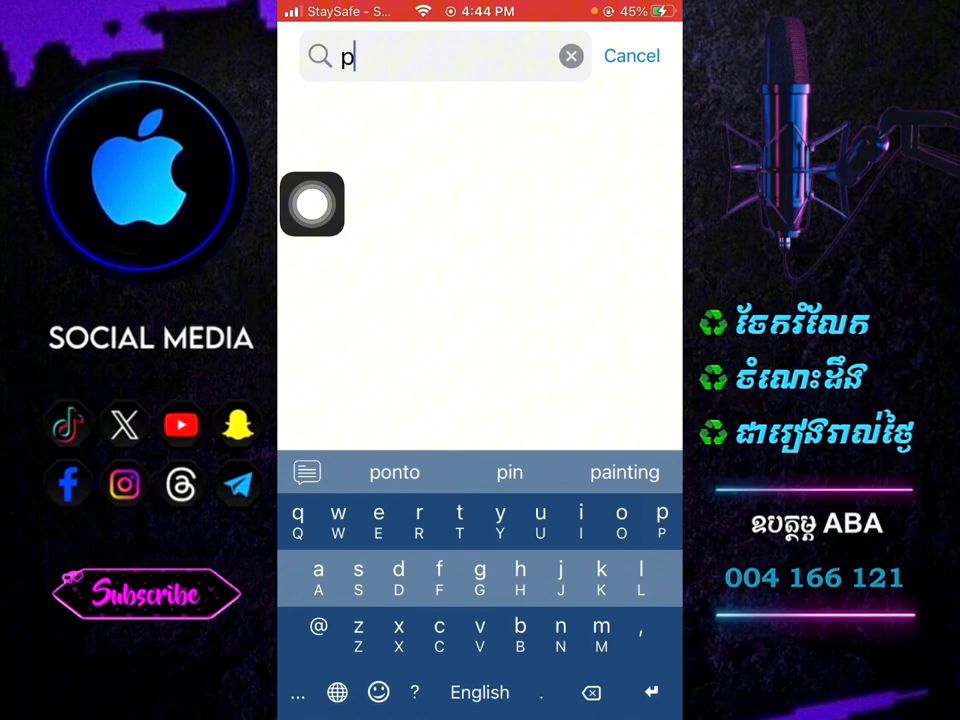 StaySafe - S... 4:44 PM 45%
p Cancel
SOCIAL MEDIA
Subscribe
ចែករំលែក
ចំណេះដឹង
ជារៀងរាល់ថ្ងៃ
ឧបត្ថម្ភ ABA
004 166 121
ponto pin painting
q w e r t y u i o p
Q W E R T Y U I O P
a s d f g h j k l
A S D F G H J K L
@ z x c v b n m ,
Z X C V B N M
... ? English .